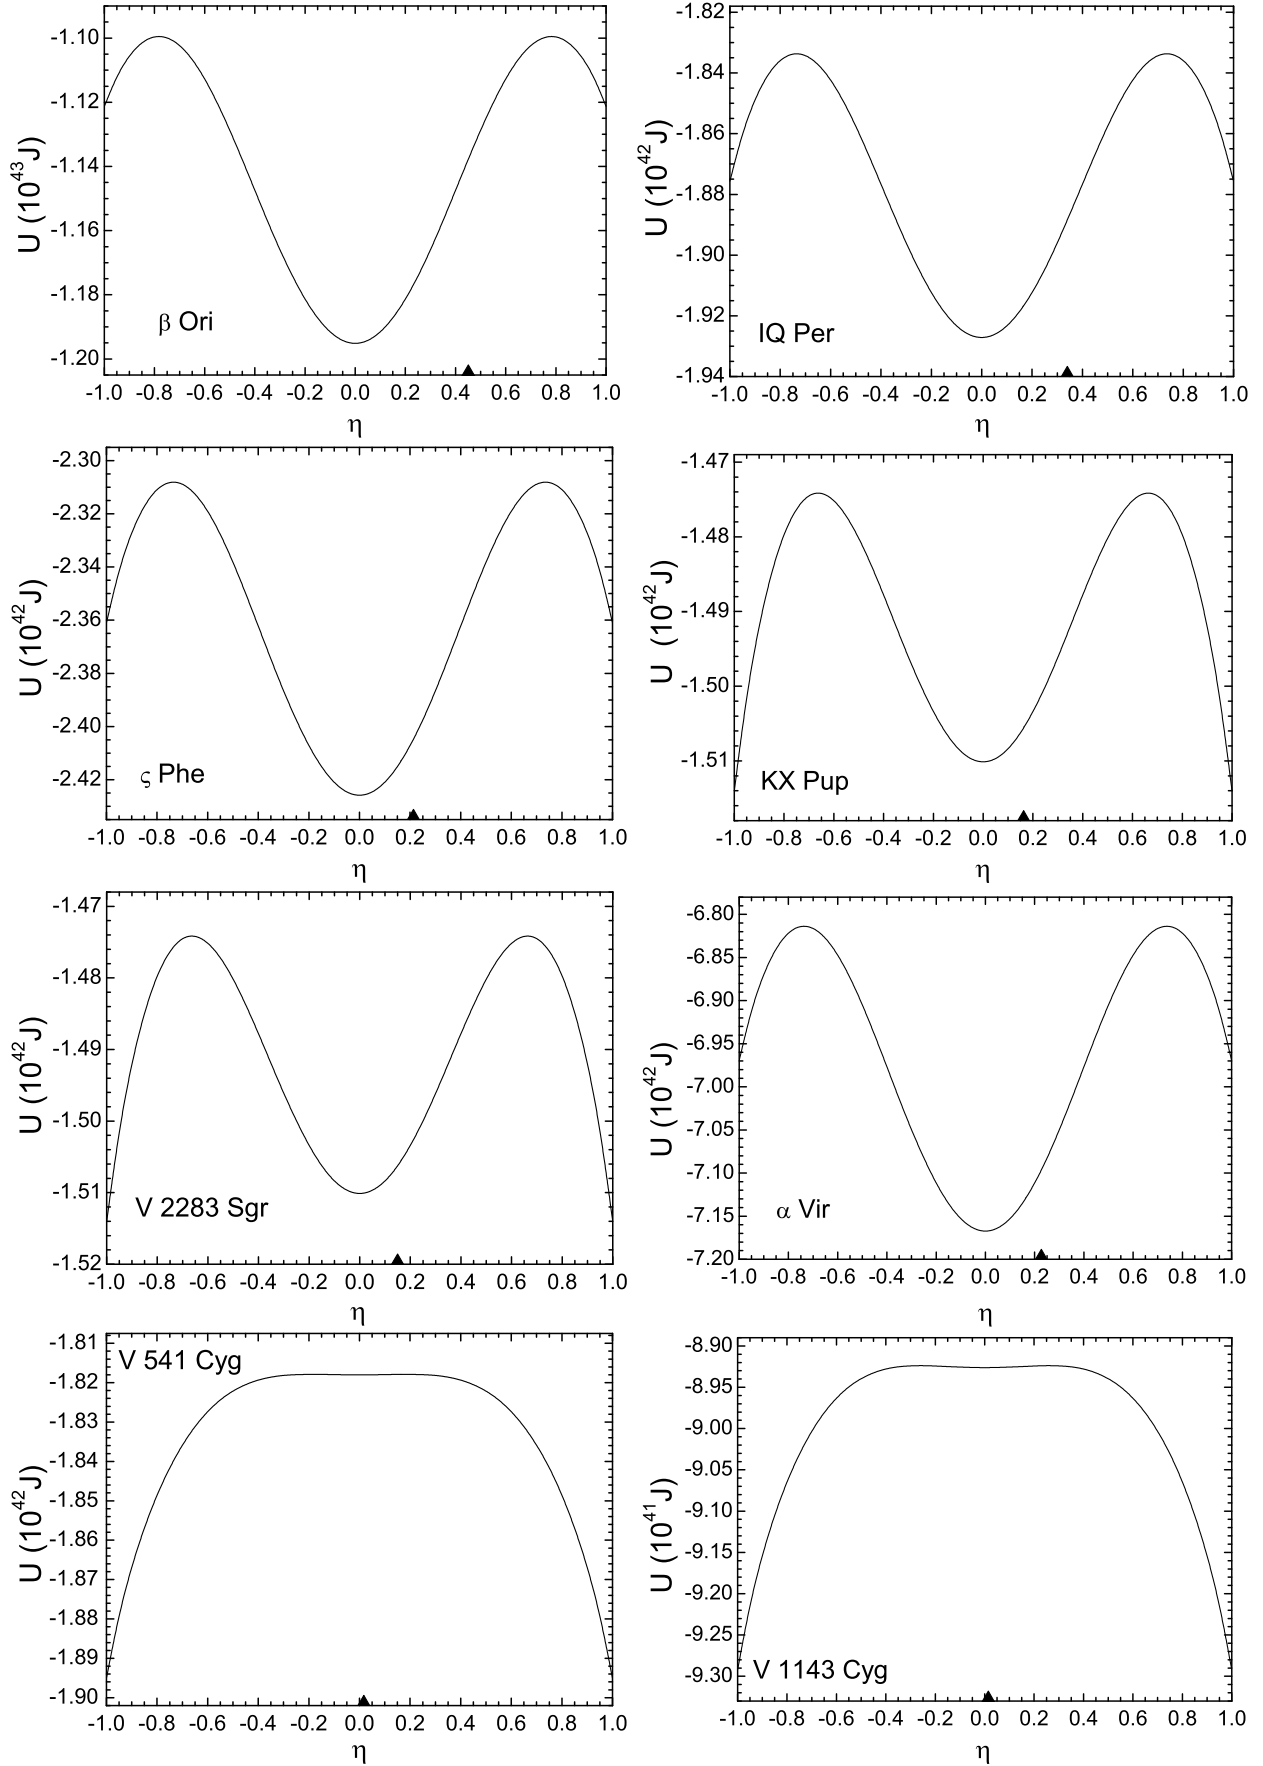 -1.10
-1.12
-1.14
-1.16
-1.18
-1.20
U (10^43 J)
β Ori
-1.0 -0.8 -0.6 -0.4 -0.2 0.0 0.2 0.4 0.6 0.8 1.0
η
-1.82
-1.84
-1.86
-1.88
-1.90
-1.92
-1.94
U (10^42 J)
IQ Per
-1.0 -0.8 -0.6 -0.4 -0.2 0.0 0.2 0.4 0.6 0.8 1.0
η
-2.30
-2.32
-2.34
-2.36
-2.38
-2.40
-2.42
U (10^42 J)
ς Phe
-1.0 -0.8 -0.6 -0.4 -0.2 0.0 0.2 0.4 0.6 0.8 1.0
η
-1.47
-1.48
-1.49
-1.50
-1.51
U (10^42 J)
KX Pup
-1.0 -0.8 -0.6 -0.4 -0.2 0.0 0.2 0.4 0.6 0.8 1.0
η
-1.47
-1.48
-1.49
-1.50
-1.51
-1.52
U (10^42 J)
V 2283 Sgr
-1.0 -0.8 -0.6 -0.4 -0.2 0.0 0.2 0.4 0.6 0.8 1.0
η
-6.80
-6.85
-6.90
-6.95
-7.00
-7.05
-7.10
-7.15
-7.20
U (10^42 J)
α Vir
-1.0 -0.8 -0.6 -0.4 -0.2 0.0 0.2 0.4 0.6 0.8 1.0
η
-1.81
-1.82
-1.83
-1.84
-1.85
-1.86
-1.87
-1.88
-1.89
-1.90
U (10^42 J)
V 541 Cyg
-1.0 -0.8 -0.6 -0.4 -0.2 0.0 0.2 0.4 0.6 0.8 1.0
η
-8.90
-8.95
-9.00
-9.05
-9.10
-9.15
-9.20
-9.25
-9.30
U (10^41 J)
V 1143 Cyg
-1.0 -0.8 -0.6 -0.4 -0.2 0.0 0.2 0.4 0.6 0.8 1.0
η